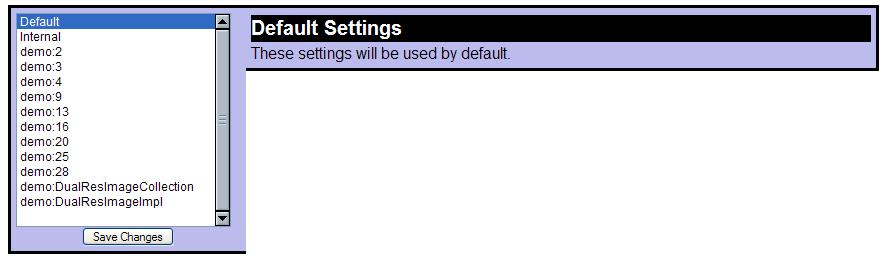 Default
Internal
demo:2
demo:3
demo:4
demo:9
demo:13
demo:16
demo:20
demo:25
demo:28
demo:DualResImageCollection
demo:DualResImageImpl
Save Changes
Default Settings
These settings will be used by default.